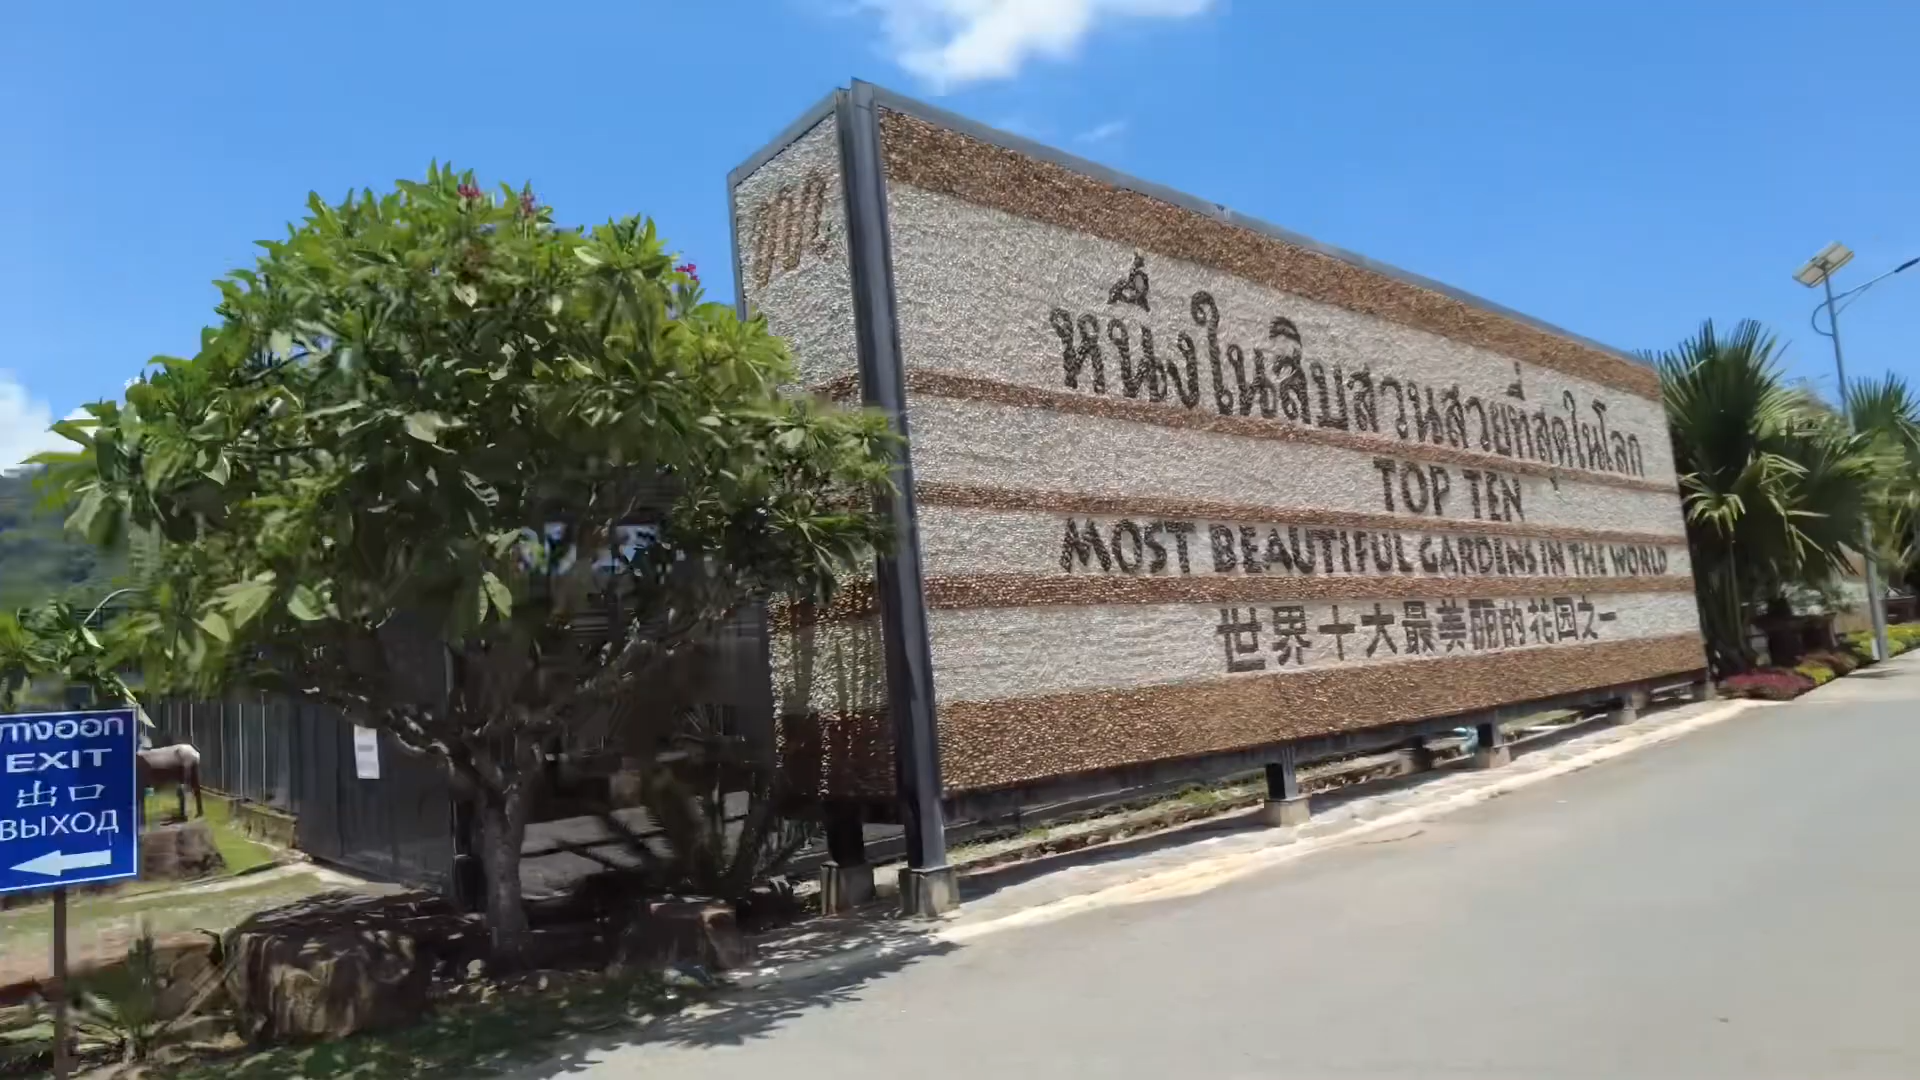 หนึ่งในสิบสวนสวยที่สุดในโลก
TOP TEN
MOST BEAUTIFUL GARDENS IN THE WORLD
世界十大最美丽的花园之一
ทางออก
EXIT
出口
ВЫХОД